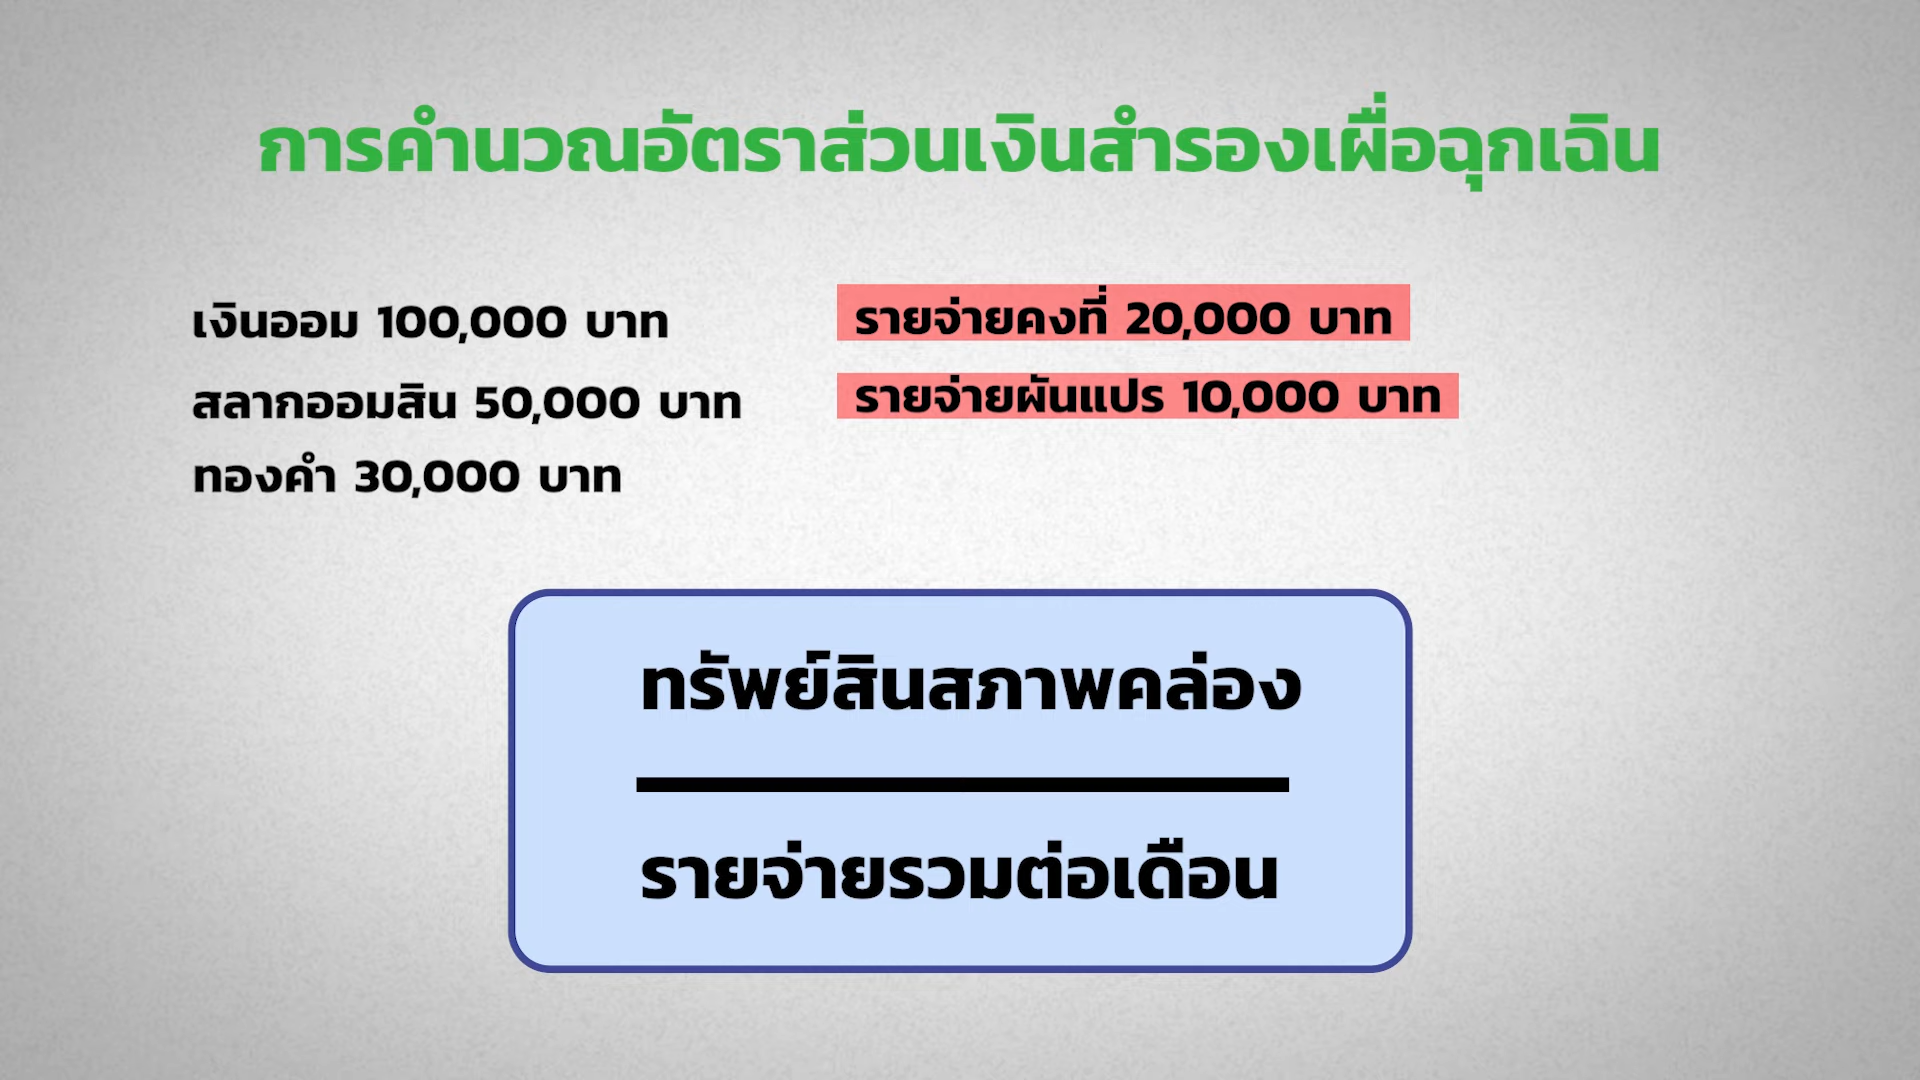 การคำนวณอัตราส่วนเงินสำรองเผื่อฉุกเฉิน
เงินออม 100,000 บาท
สลากออมสิน 50,000 บาท
ทองคำ 30,000 บาท
รายจ่ายคงที่ 20,000 บาท
รายจ่ายผันแปร 10,000 บาท
ทรัพย์สินสภาพคล่อง
รายจ่ายรวมต่อเดือน